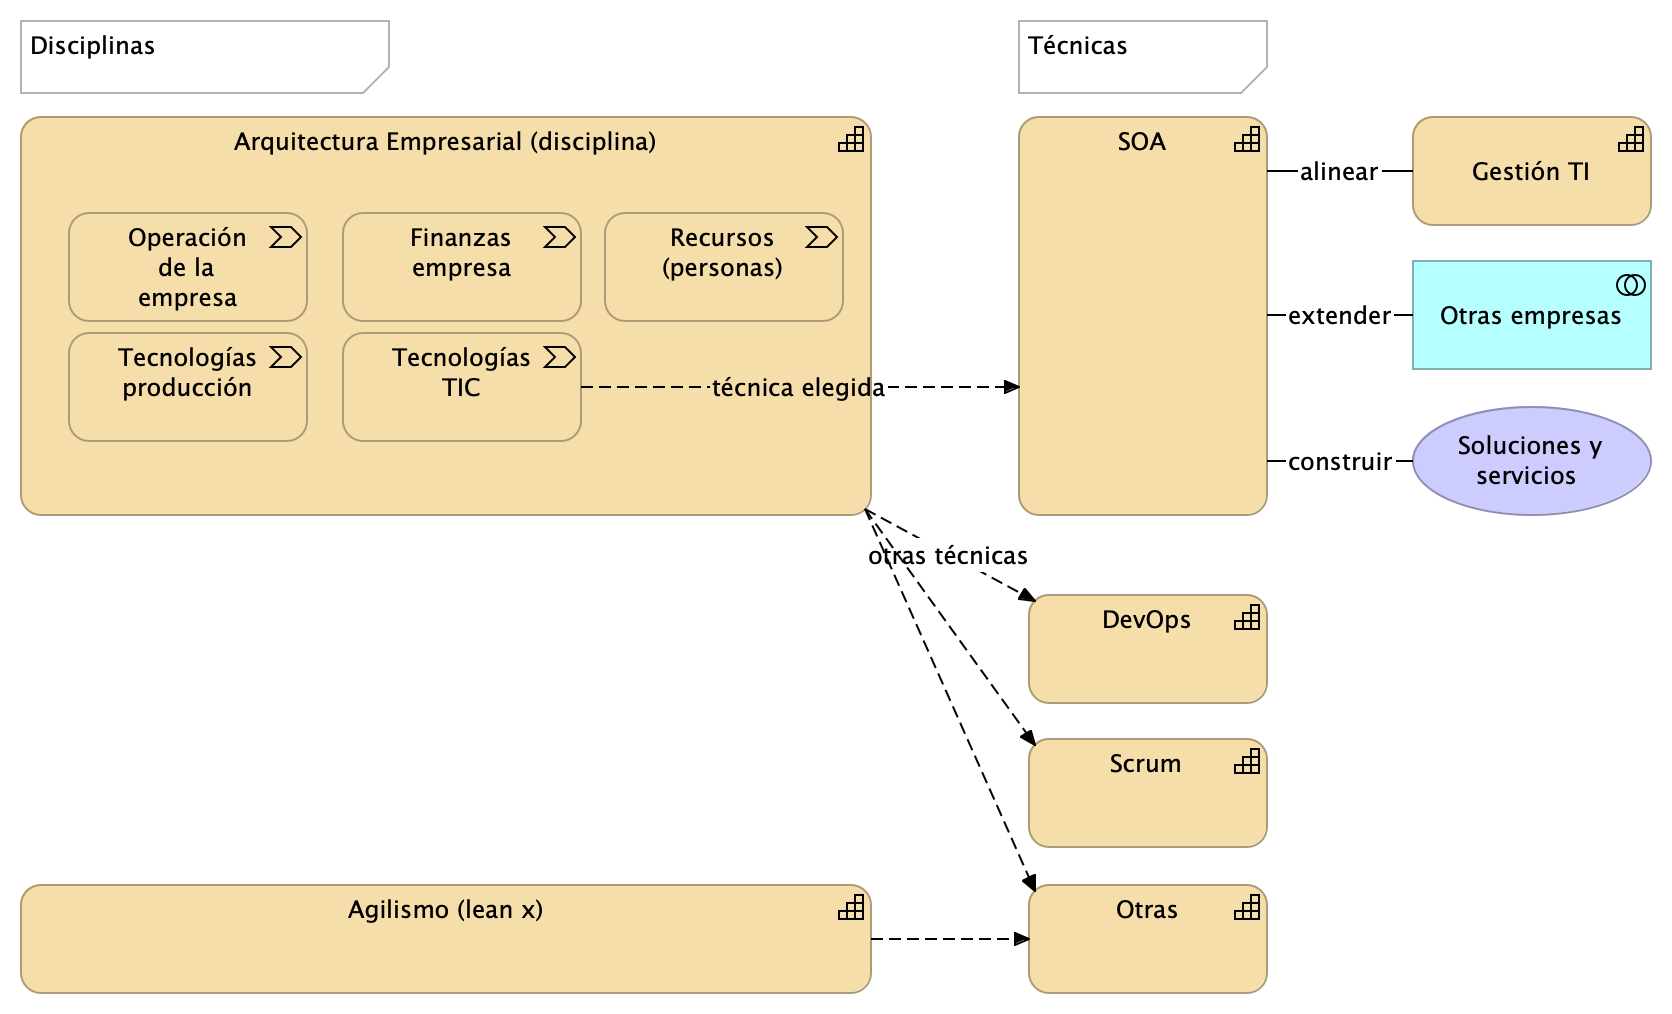 Disciplinas
Técnicas
Arquitectura Empresarial (disciplina)
Operación
de la
empresa
Finanzas
empresa
Recursos
(personas)
Tecnologías
producción
Tecnologías
TIC
técnica elegida
SOA
alinear
Gestión TI
extender
Otras empresas
construir
Soluciones y
servicios
otras técnicas
DevOps
Scrum
Agilismo (lean x)
Otras